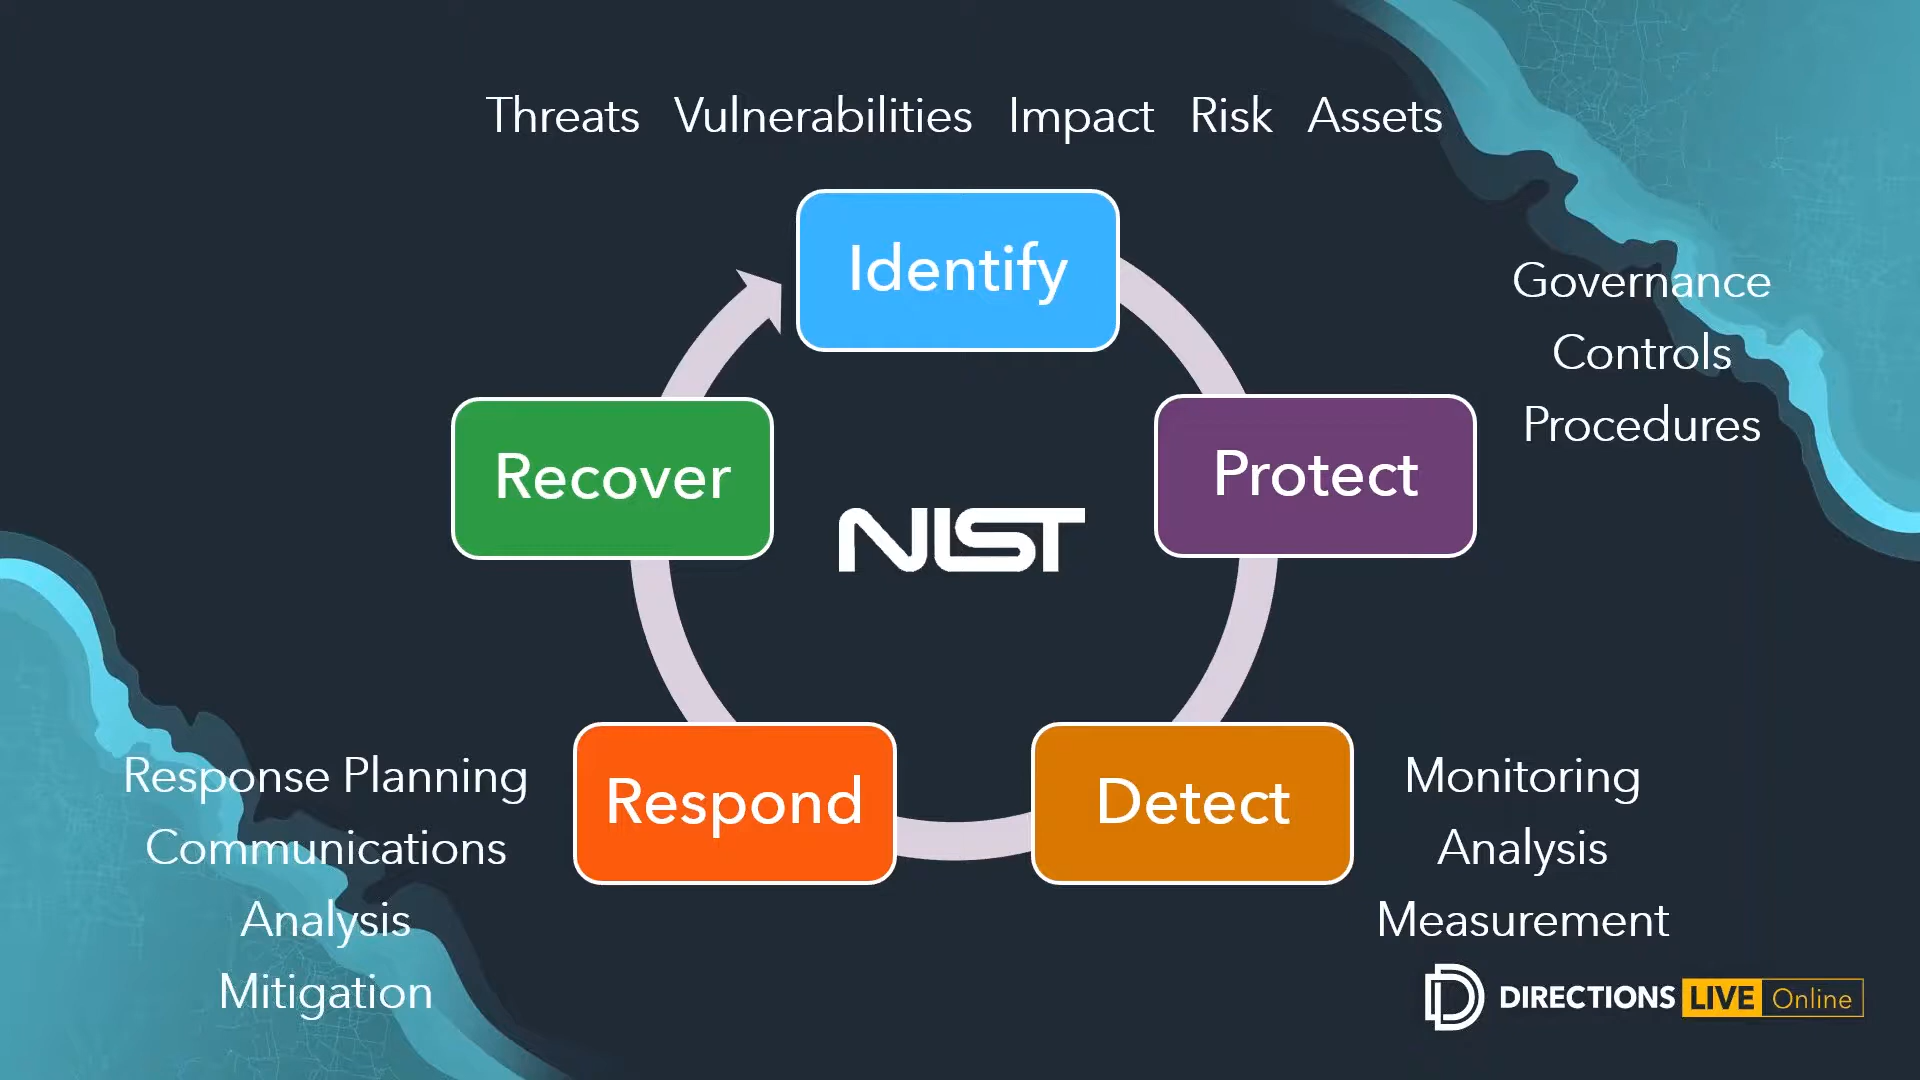 Threats Vulnerabilities Impact Risk Assets
Identify
Governance
Controls
Procedures
Protect
Recover
NIST
Respond
Detect
Response Planning
Communications
Analysis
Mitigation
Monitoring
Analysis
Measurement
DIRECTIONS LIVE Online